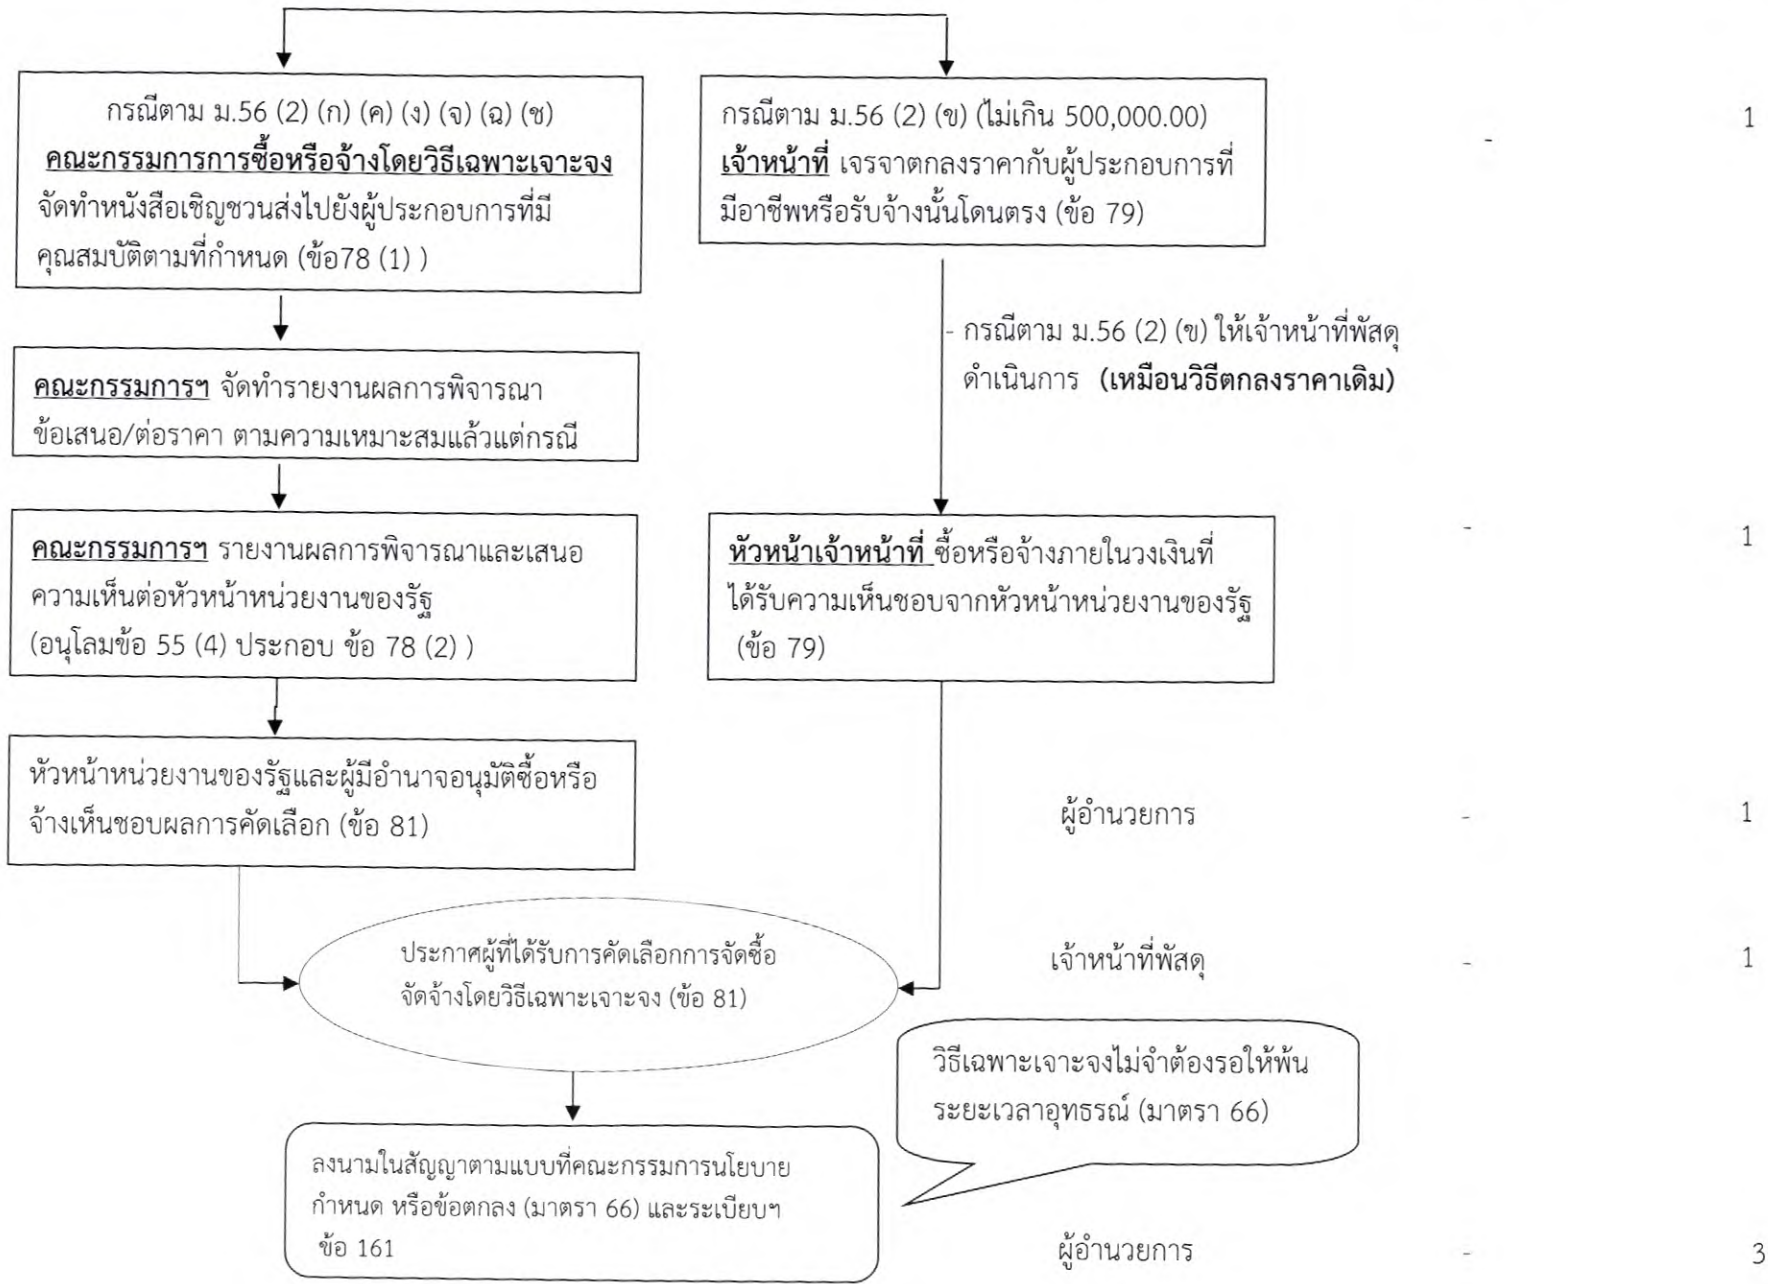 กรณีตาม ม.56 (2) (ก) (ค) (ง) (จ) (ฉ) (ช)
คณะกรรมการการซื้อหรือจ้างโดยวิธีเฉพาะเจาะจง
จัดทำหนังสือเชิญชวนส่งไปยังผู้ประกอบการที่มี
คุณสมบัติตามที่กำหนด (ข้อ78 (1) )
กรณีตาม ม.56 (2) (ข) (ไม่เกิน 500,000.00)
เจ้าหน้าที่ เจรจาตกลงราคากับผู้ประกอบการที่
มีอาชีพหรือรับจ้างนั้นโดนตรง (ข้อ 79)
- 1
- กรณีตาม ม.56 (2) (ข) ให้เจ้าหน้าที่พัสดุ
ดำเนินการ (เหมือนวิธีตกลงราคาเดิม)
คณะกรรมการฯ จัดทำรายงานผลการพิจารณา
ข้อเสนอ/ต่อราคา ตามความเหมาะสมแล้วแต่กรณี
คณะกรรมการฯ รายงานผลการพิจารณาและเสนอ
ความเห็นต่อหัวหน้าหน่วยงานของรัฐ
(อนุโลมข้อ 55 (4) ประกอบ ข้อ 78 (2) )
หัวหน้าเจ้าหน้าที่ ซื้อหรือจ้างภายในวงเงินที่
ได้รับความเห็นชอบจากหัวหน้าหน่วยงานของรัฐ
(ข้อ 79)
- 1
หัวหน้าหน่วยงานของรัฐและผู้มีอำนาจอนุมัติซื้อหรือ
จ้างเห็นชอบผลการคัดเลือก (ข้อ 81)
ผู้อำนวยการ - 1
ประกาศผู้ที่ได้รับการคัดเลือกการจัดซื้อ
จัดจ้างโดยวิธีเฉพาะเจาะจง (ข้อ 81)
เจ้าหน้าที่พัสดุ - 1
วิธีเฉพาะเจาะจงไม่จำต้องรอให้พ้น
ระยะเวลาอุทธรณ์ (มาตรา 66)
ลงนามในสัญญาตามแบบที่คณะกรรมการนโยบาย
กำหนด หรือข้อตกลง (มาตรา 66) และระเบียบฯ
ข้อ 161
ผู้อำนวยการ - 3